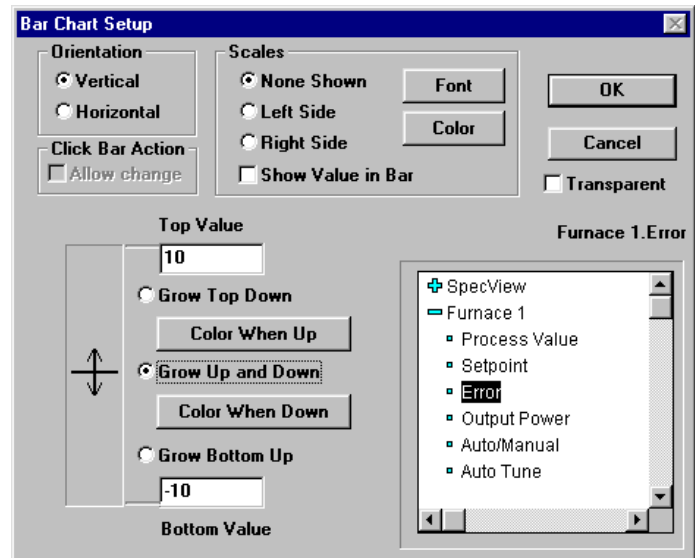 Bar Chart Setup
Orientation
Vertical
Horizontal
Click Bar Action
Allow change
Scales
None Shown
Left Side
Right Side
Show Value in Bar
Font
Color
OK
Cancel
Transparent
Top Value
10
Grow Top Down
Color When Up
Grow Up and Down
Color When Down
Grow Bottom Up
-10
Bottom Value
Furnace 1.Error
SpecView
Furnace 1
Process Value
Setpoint
Error
Output Power
Auto/Manual
Auto Tune